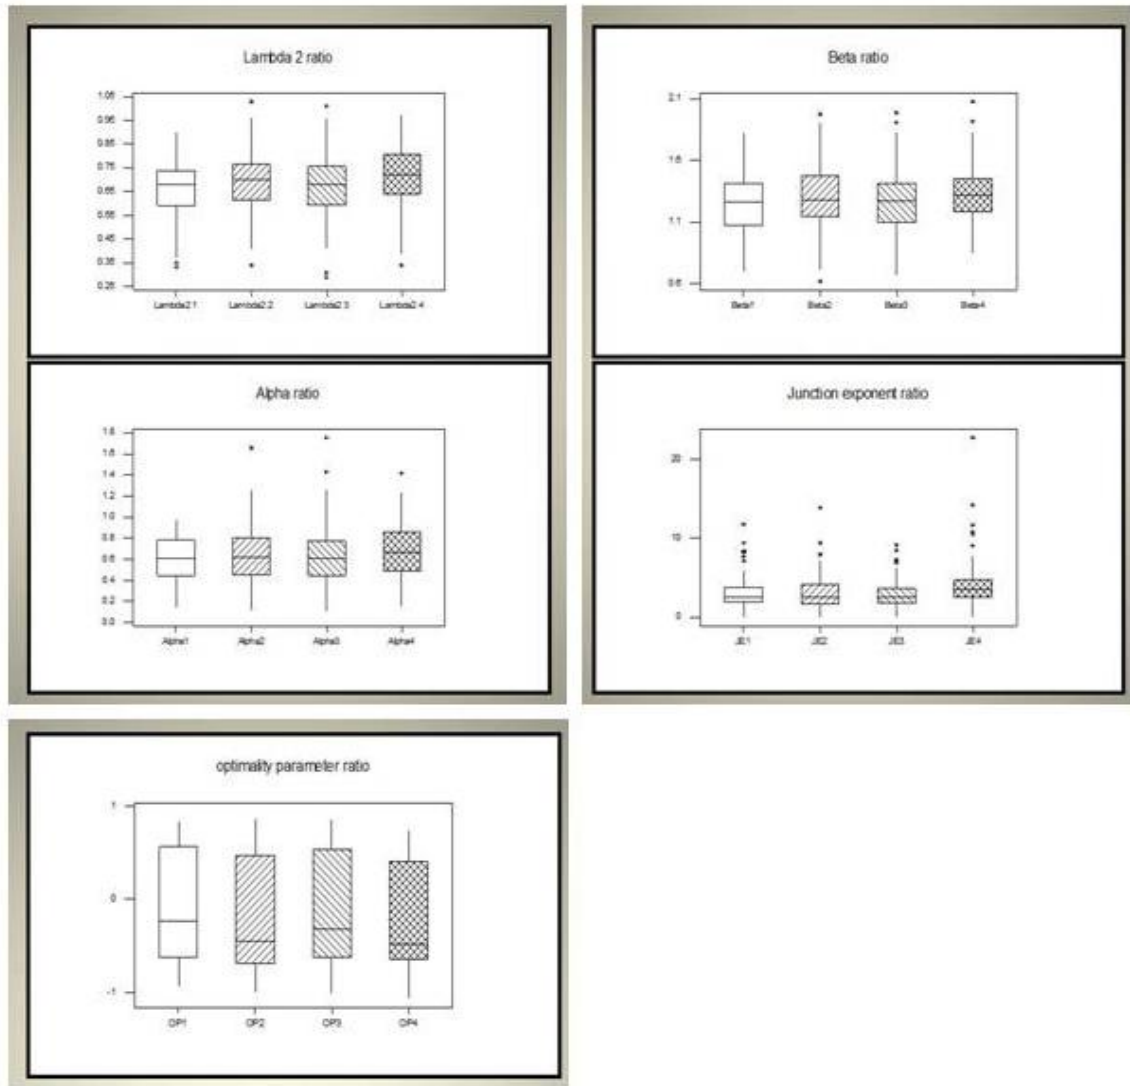 Lambda 2 ratio
1.05
0.95
0.85
0.75
0.65
0.55
0.45
0.35
0.25
Lambda2 1 Lambda2 2 Lambda2 3 Lambda2 4
Beta ratio
2.1
1.6
1.1
0.6
Beta1 Beta2 Beta3 Beta4
Alpha ratio
1.8
1.6
1.4
1.2
1.0
0.8
0.6
0.4
0.2
0.0
Alpha1 Alpha2 Alpha3 Alpha4
Junction exponent ratio
20
10
0
JE1 JE2 JE3 JE4
optimality parameter ratio
1
0
-1
OP1 OP2 OP3 OP4